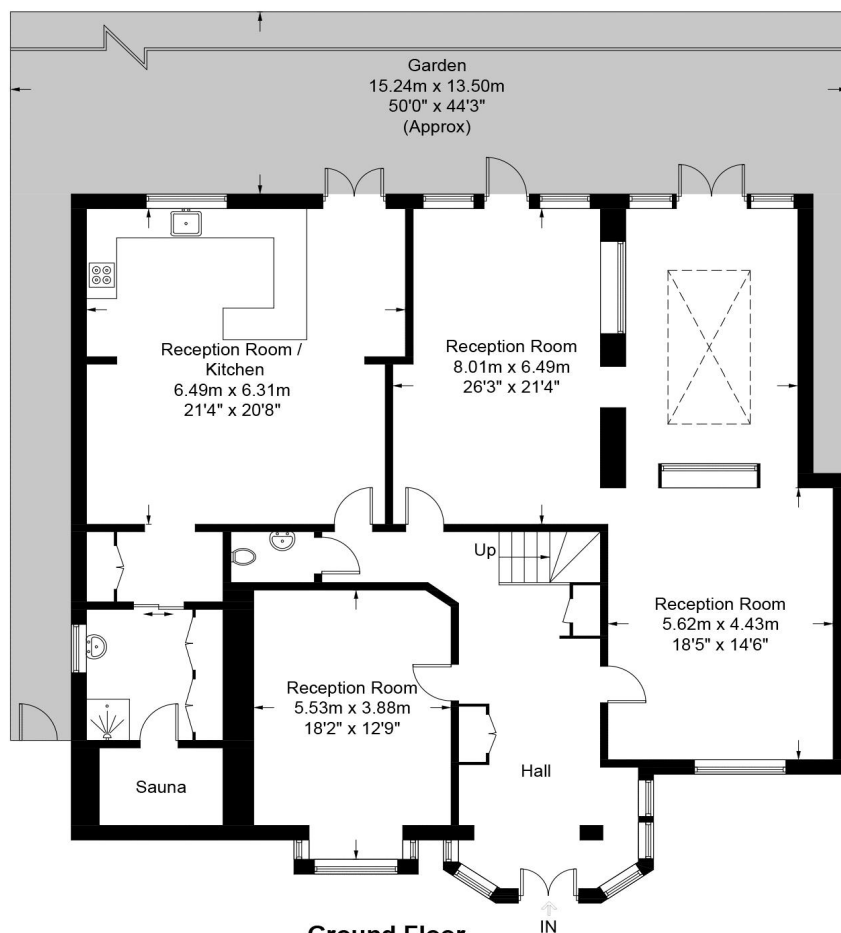 Garden
15.24m x 13.50m
50'0" x 44'3"
(Approx)
Reception Room /
Kitchen
6.49m x 6.31m
21'4" x 20'8"
Reception Room
8.01m x 6.49m
26'3" x 21'4"
Up
Reception Room
5.62m x 4.43m
18'5" x 14'6"
Reception Room
5.53m x 3.88m
18'2" x 12'9"
Hall
Sauna
IN
Ground Floor